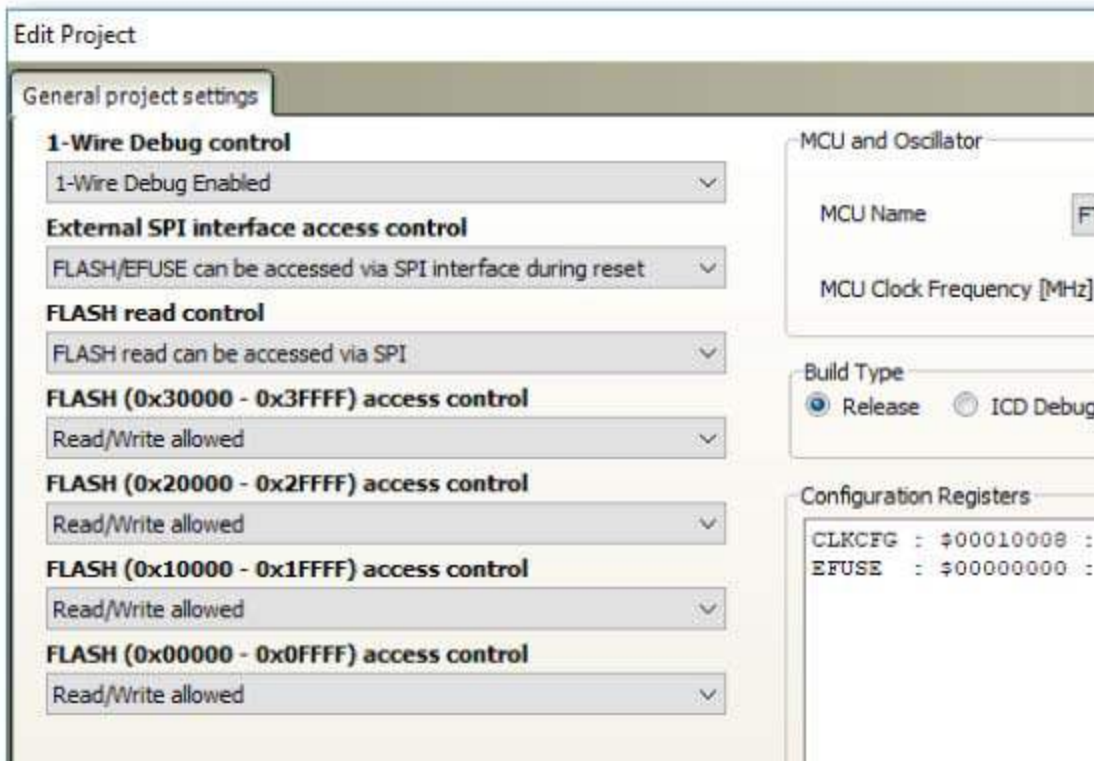 Edit Project
General project settings
1-Wire Debug control
1-Wire Debug Enabled
External SPI interface access control
FLASH/EFUSE can be accessed via SPI interface during reset
FLASH read control
FLASH read can be accessed via SPI
FLASH (0x30000 - 0x3FFFF) access control
Read/Write allowed
FLASH (0x20000 - 0x2FFFF) access control
Read/Write allowed
FLASH (0x10000 - 0x1FFFF) access control
Read/Write allowed
FLASH (0x00000 - 0x0FFFF) access control
Read/Write allowed
MCU and Oscillator
MCU Name
MCU Clock Frequency [MHz]
Build Type
Release ICD Debug
Configuration Registers
CLKCFG : $00010008 :
EFUSE : $00000000 :